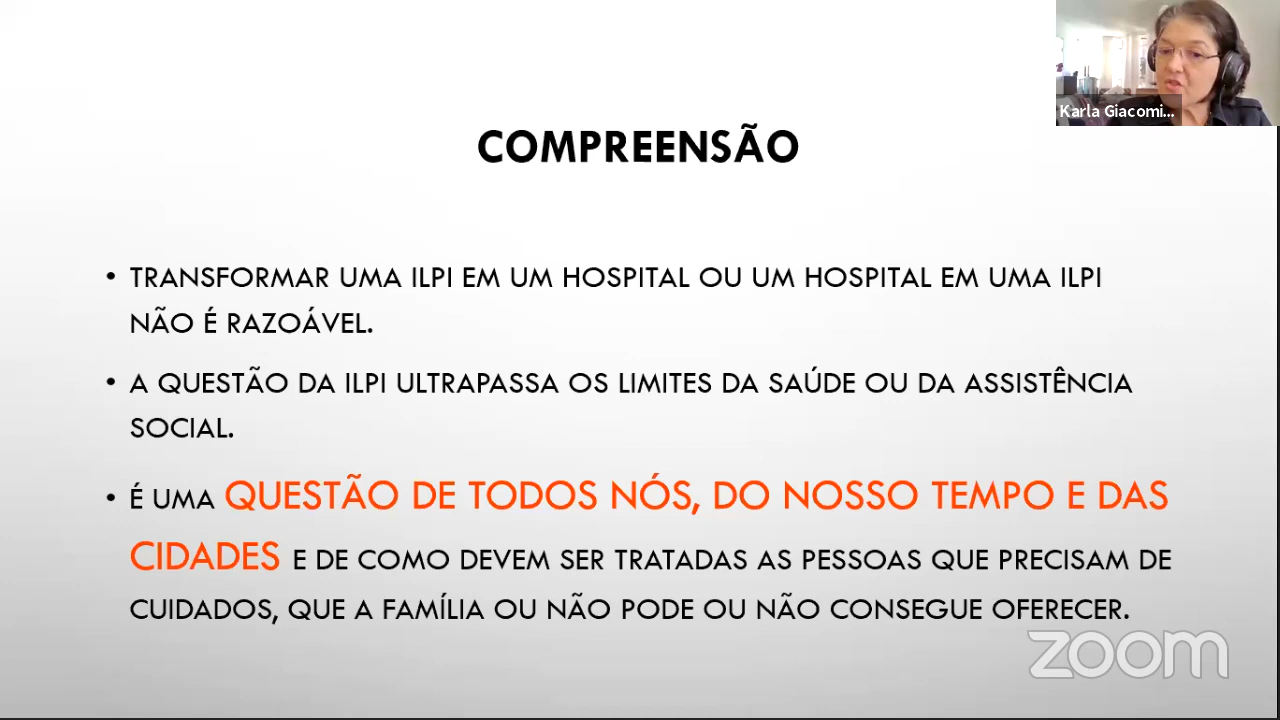 Karla Giacomi...
COMPREENSÃO
• TRANSFORMAR UMA ILPI EM UM HOSPITAL OU UM HOSPITAL EM UMA ILPI
NÃO É RAZOÁVEL.
• A QUESTÃO DA ILPI ULTRAPASSA OS LIMITES DA SAÚDE OU DA ASSISTÊNCIA
SOCIAL.
• É UMA QUESTÃO DE TODOS NÓS, DO NOSSO TEMPO E DAS
CIDADES E DE COMO DEVEM SER TRATADAS AS PESSOAS QUE PRECISAM DE
CUIDADOS, QUE A FAMÍLIA OU NÃO PODE OU NÃO CONSEGUE OFERECER.
zoom